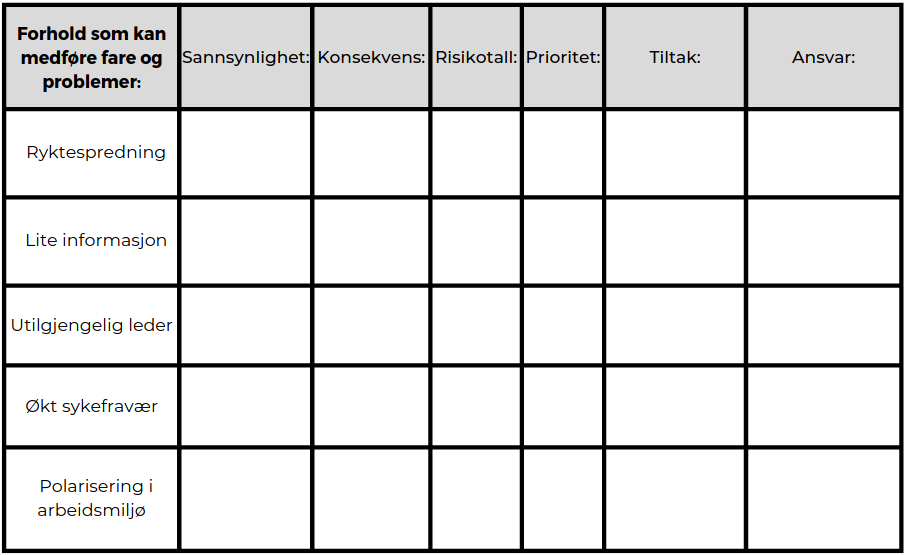 Forhold som kan
medføre fare og
problemer:
Sannsynlighet:
Konsekvens:
Risikotall:
Prioritet:
Tiltak:
Ansvar:
Ryktespredning
Lite informasjon
Utilgjengelig leder
Økt sykefravær
Polarisering i
arbeidsmiljø